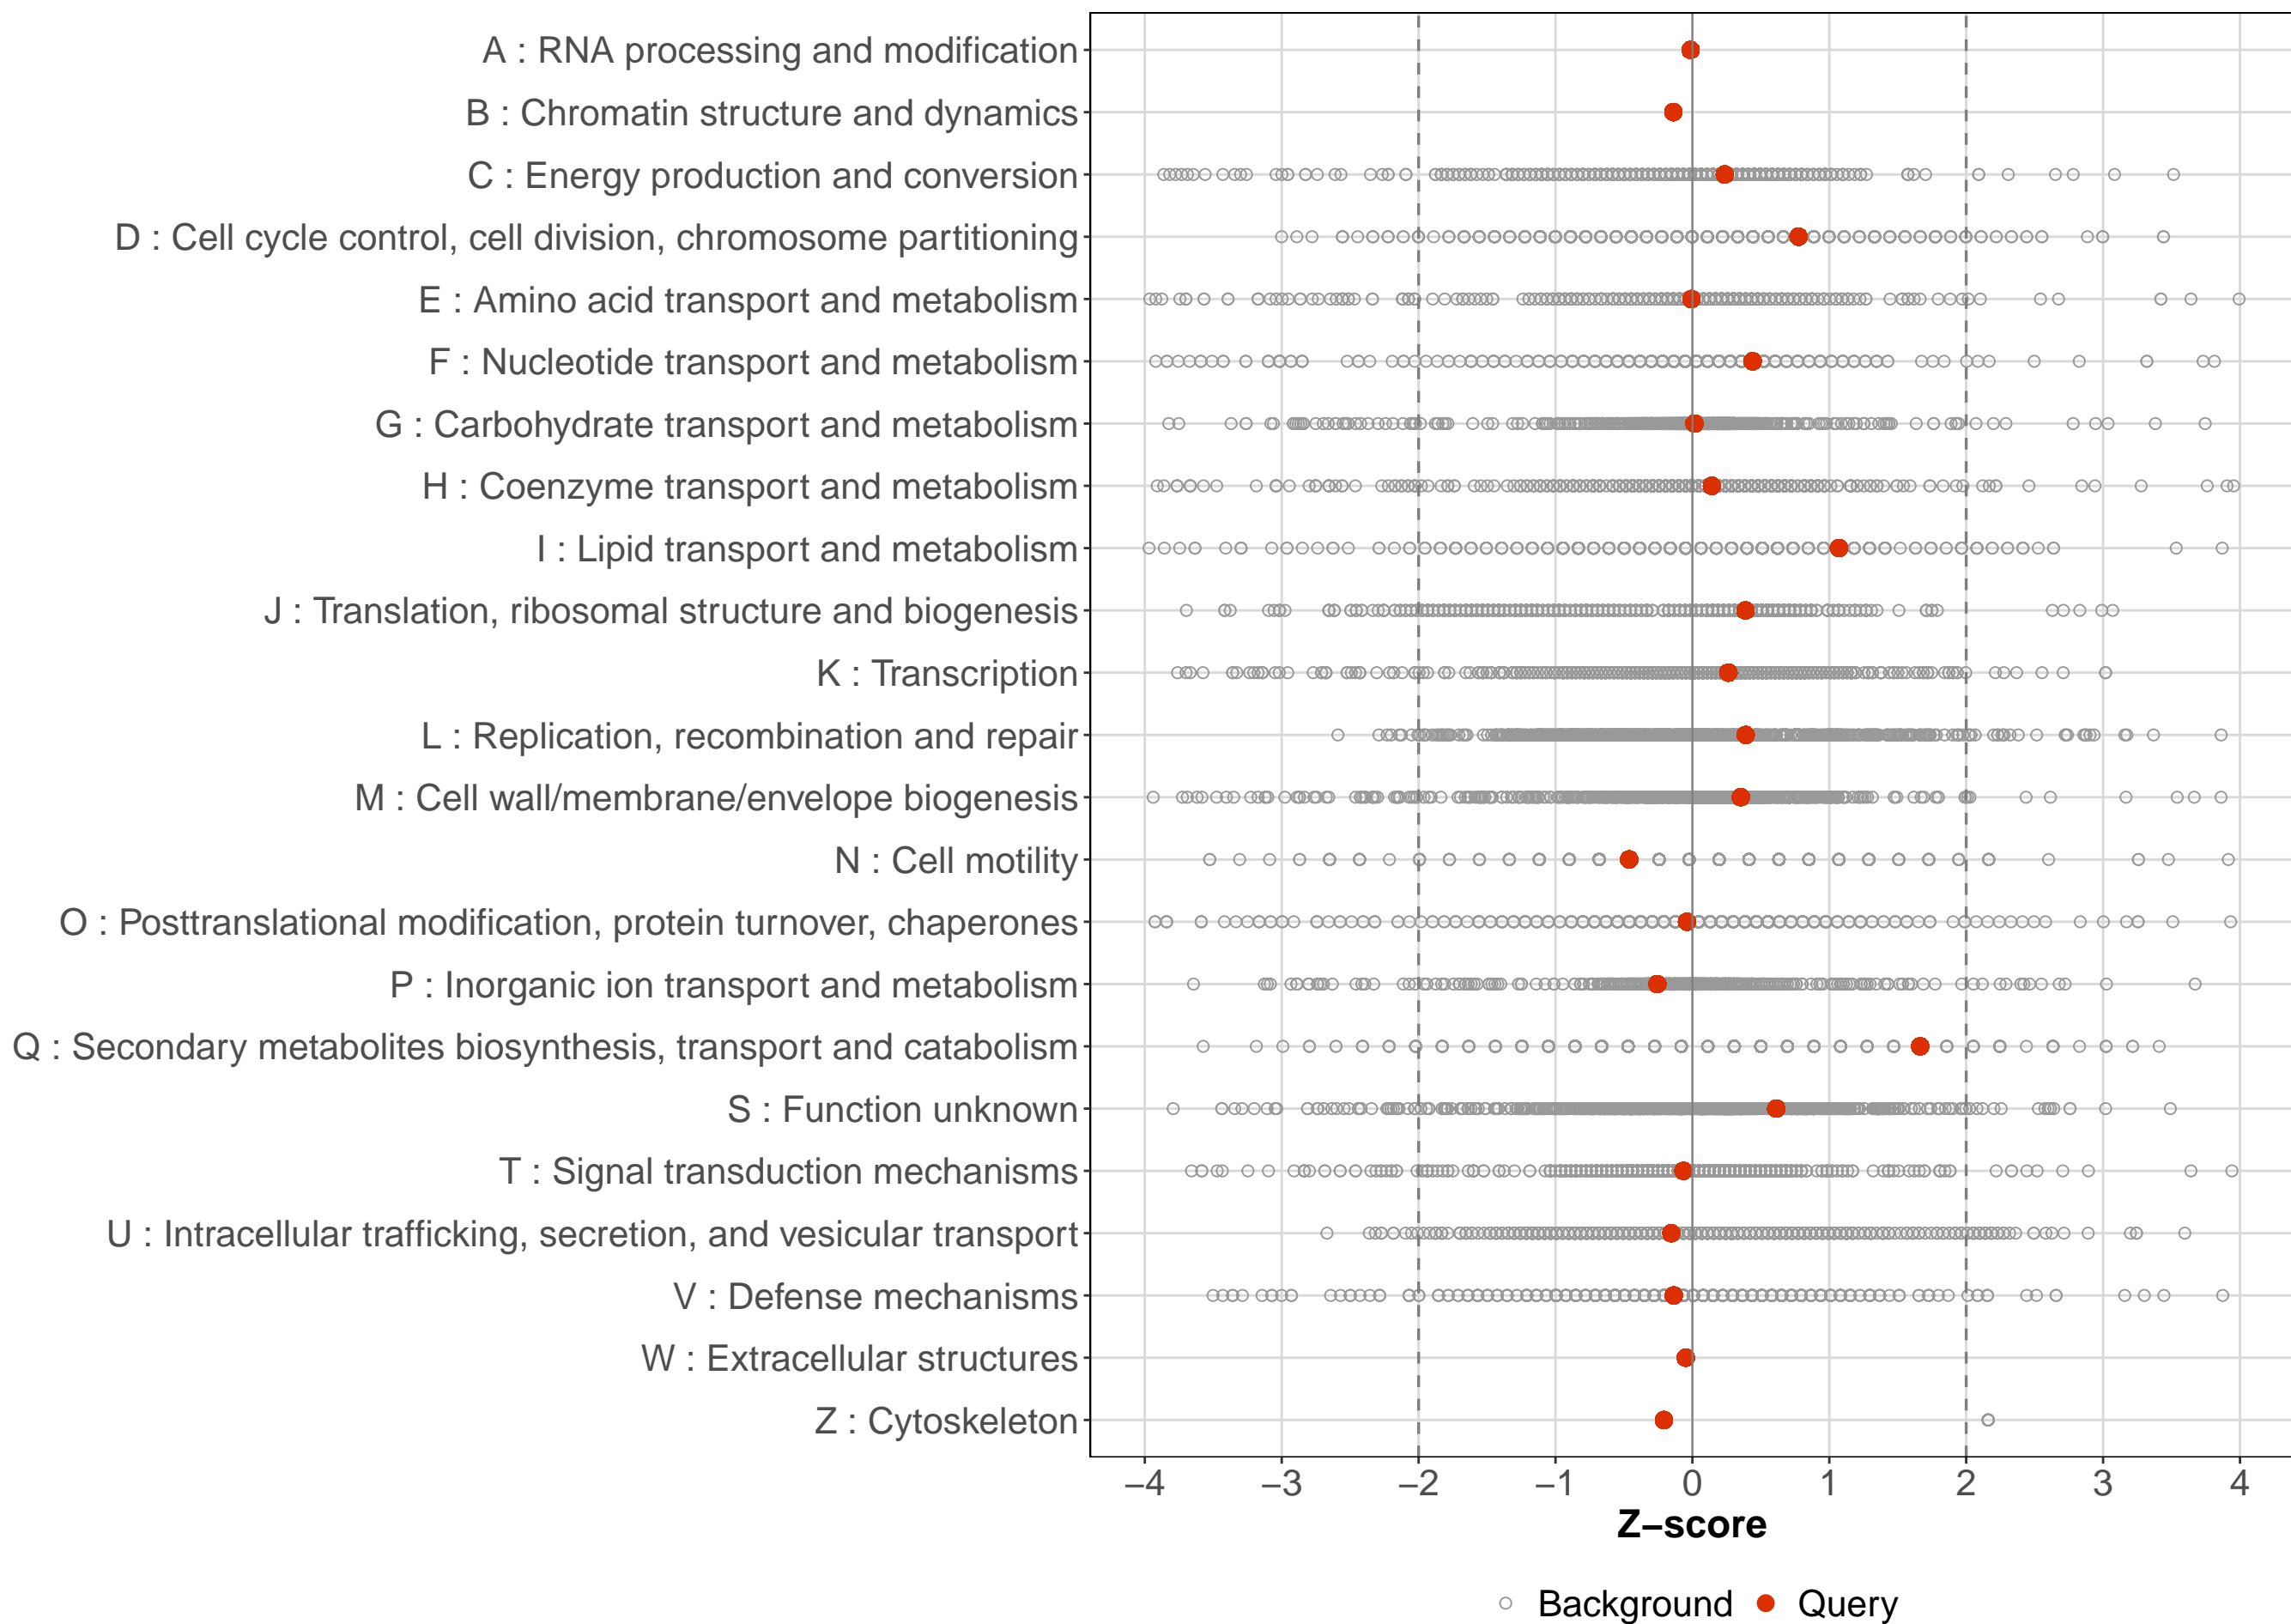 A : RNA processing and modification
B : Chromatin structure and dynamics
C : Energy production and conversion
D : Cell cycle control, cell division, chromosome partitioning
E : Amino acid transport and metabolism
F : Nucleotide transport and metabolism
G : Carbohydrate transport and metabolism
H : Coenzyme transport and metabolism
I : Lipid transport and metabolism
J : Translation, ribosomal structure and biogenesis
K : Transcription
L : Replication, recombination and repair
M : Cell wall/membrane/envelope biogenesis
N : Cell motility
O : Posttranslational modification, protein turnover, chaperones
P : Inorganic ion transport and metabolism
Q : Secondary metabolites biosynthesis, transport and catabolism
S : Function unknown
T : Signal transduction mechanisms
U : Intracellular trafficking, secretion, and vesicular transport
V : Defense mechanisms
W : Extracellular structures
Z : Cytoskeleton
−4 −3 −2 −1 0 1 2 3 4
Z−score
Background Query